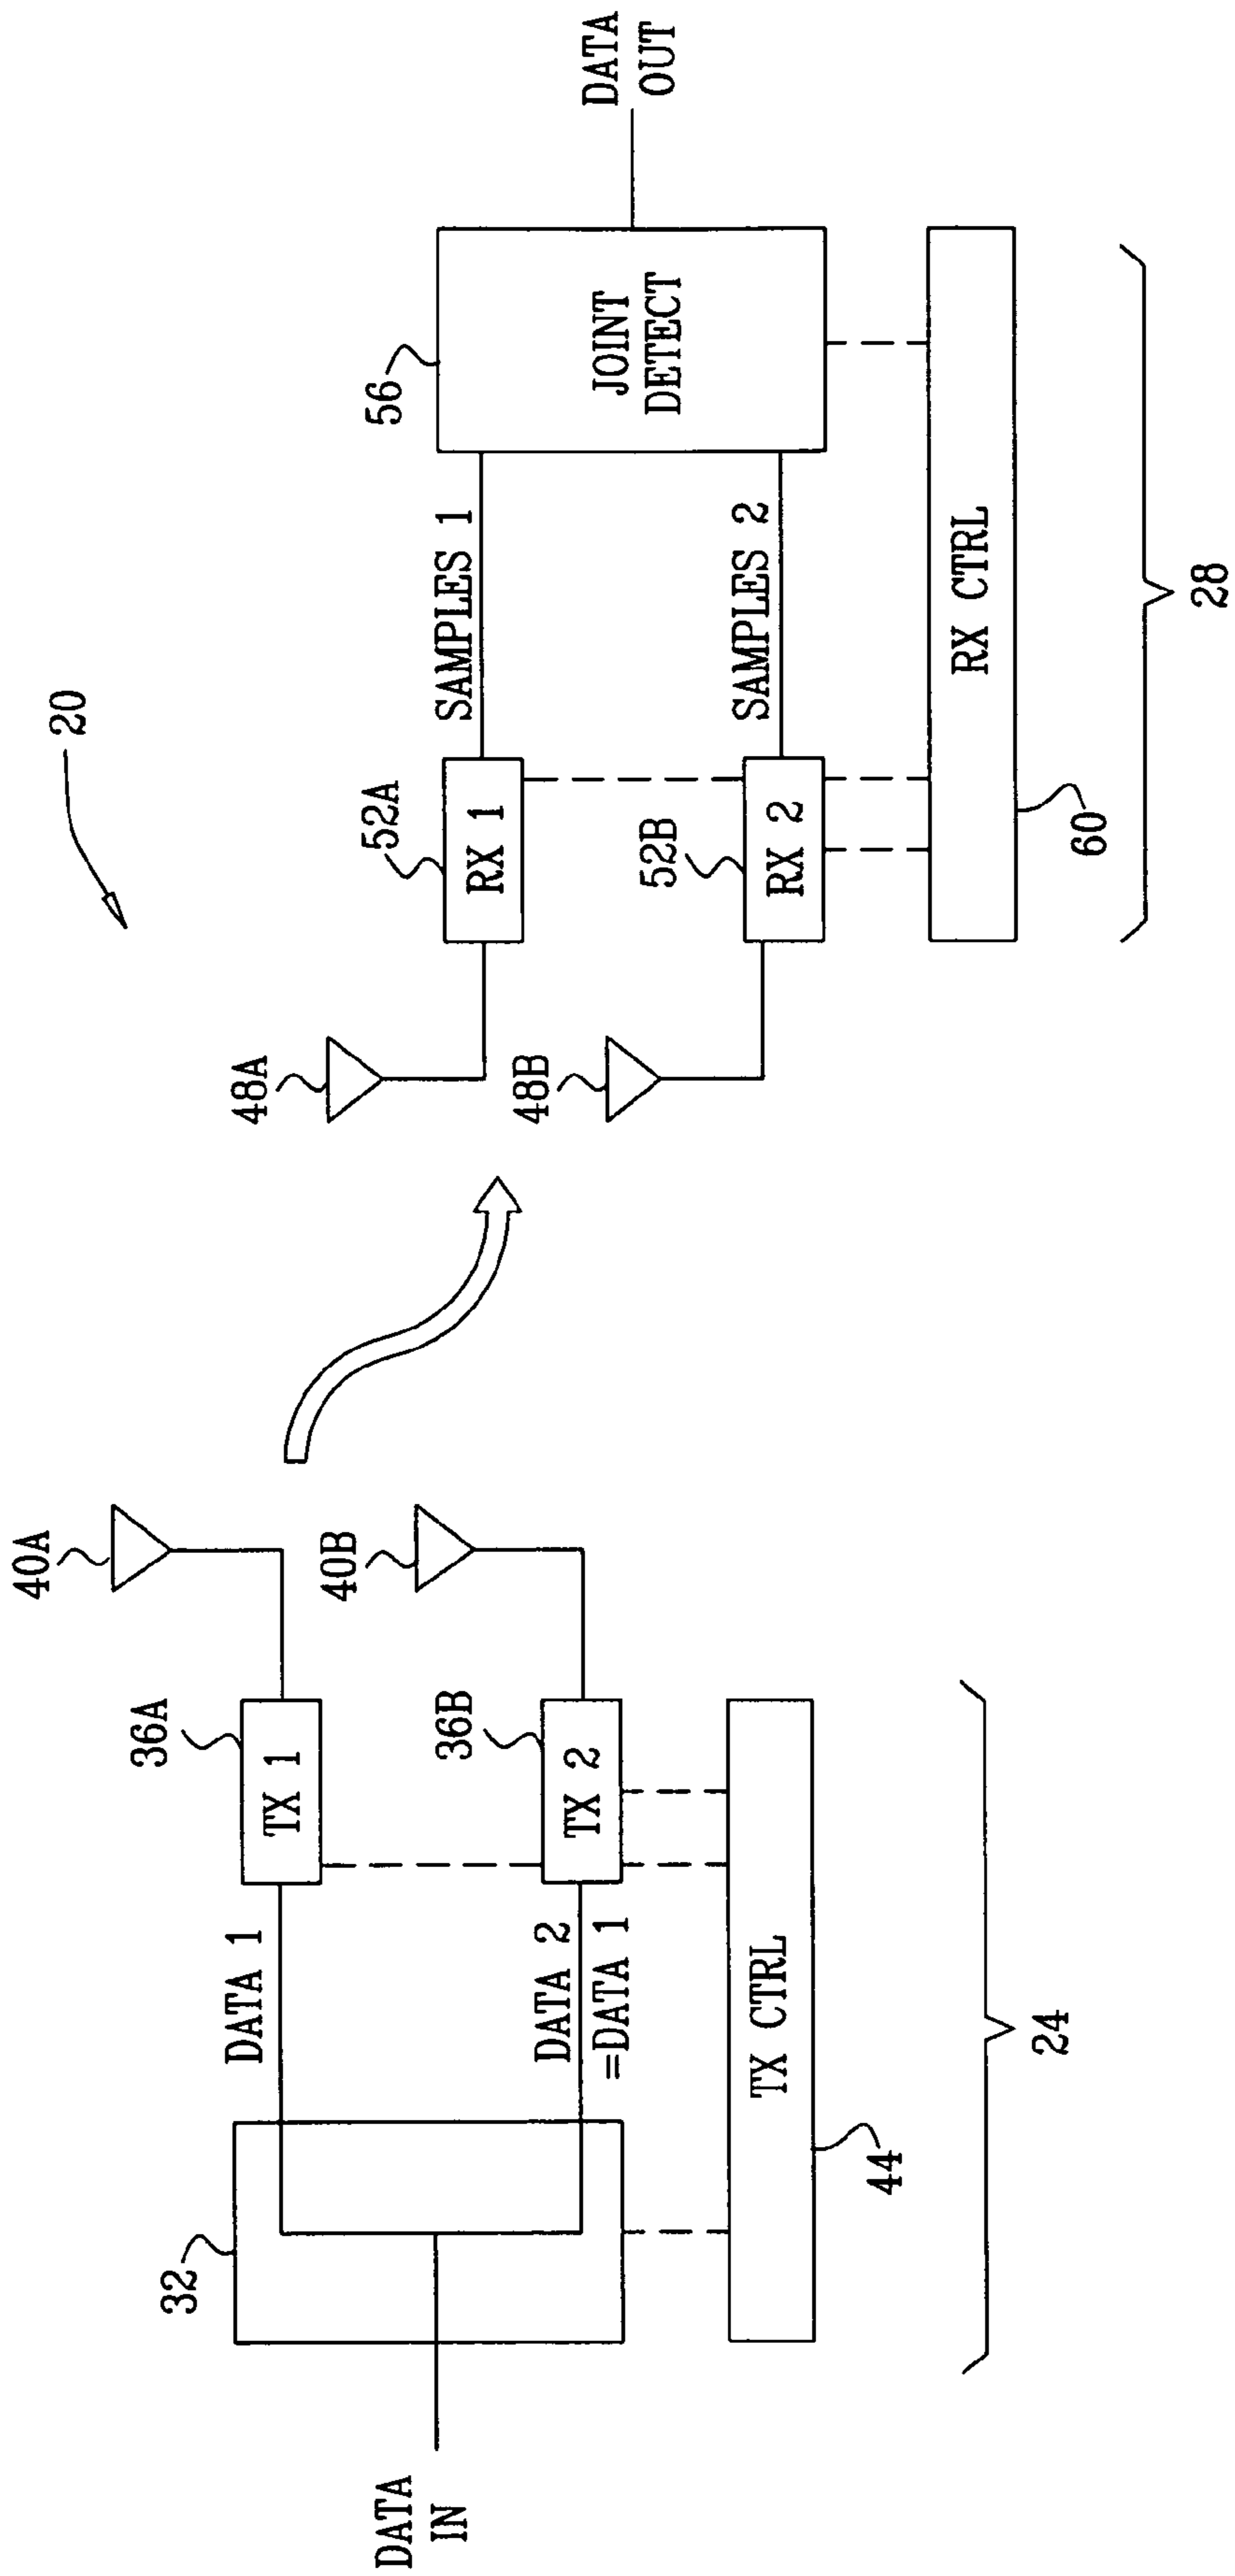 20
DATA
IN
32
DATA 1
DATA 2
=DATA 1
36A
TX 1
36B
TX 2
40A
40B
TX CTRL
44
24
48A
48B
52A
RX 1
52B
RX 2
SAMPLES 1
SAMPLES 2
56
JOINT
DETECT
DATA
OUT
RX CTRL
60
28